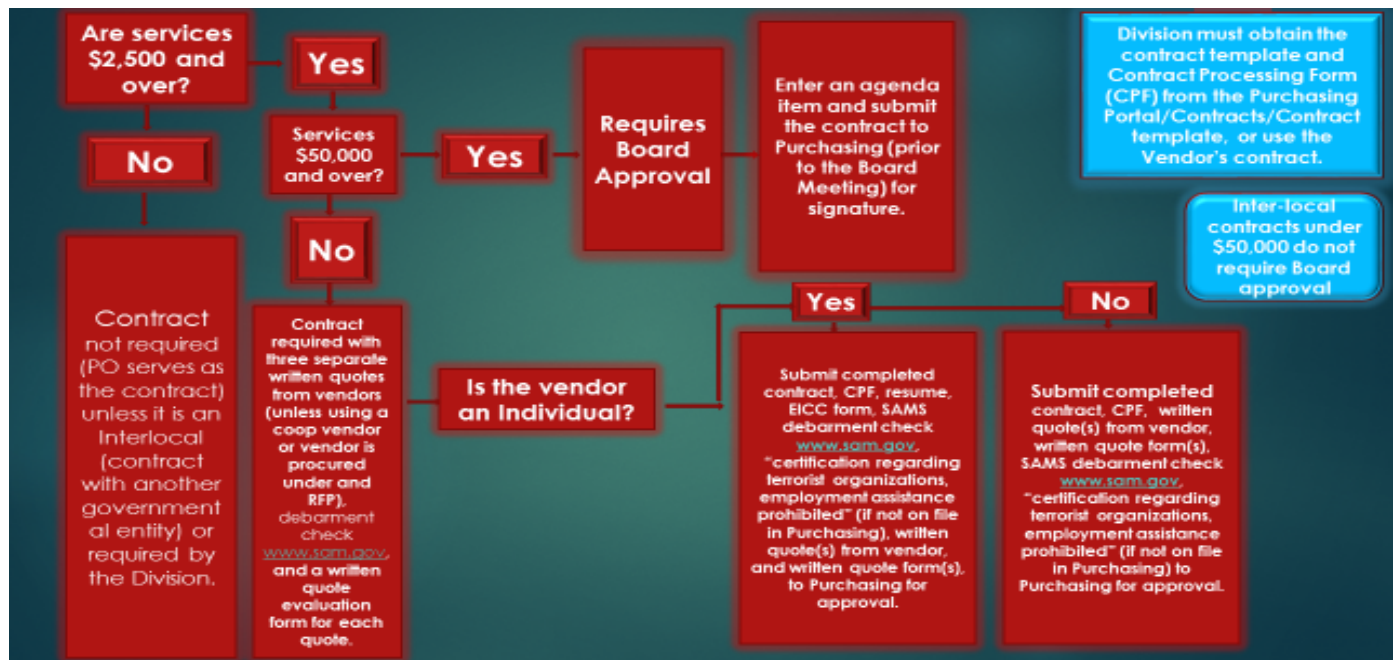 Are services
$2,500 and
over?
Yes
No
Services
$50,000
and over?
Yes
No
Requires
Board
Approval
Enter an agenda
item and submit
the contract to
Purchasing (prior
to the Board
Meeting) for
signature.
Division must obtain the
contract template and
Contract Processing Form
(CPF) from the Purchasing
Portal/Contracts/Contract
template, or use the
Vendor's contract.
Inter-local
contracts under
$50,000 do not
require Board
approval
Contract
not required
(PO serves as
the contract)
unless it is an
Interlocal
(contract
with another
government
al entity) or
required by
the Division.
Contract
required with
three separate
written quotes
from vendors
(unless using a
coop vendor
or vendor is
procured
under and
RFP),
debarment
check
www.sam.gov,
and a written
quote
evaluation
form for each
quote.
Is the vendor
an Individual?
Yes
No
Submit completed
contract, CPF, resume,
EICC form, SAMS
debarment check
www.sam.gov,
"certification regarding
terrorist organizations,
employment assistance
prohibited" (if not on file
in Purchasing), written
quote(s) from vendor,
and written quote form(s),
to Purchasing for
approval.
Submit completed
contract, CPF, written
quote(s) from vendor,
written quote form(s),
SAMS debarment check
www.sam.gov,
"certification regarding
terrorist organizations,
employment assistance
prohibited" (if not on file
in Purchasing) to
Purchasing for approval.